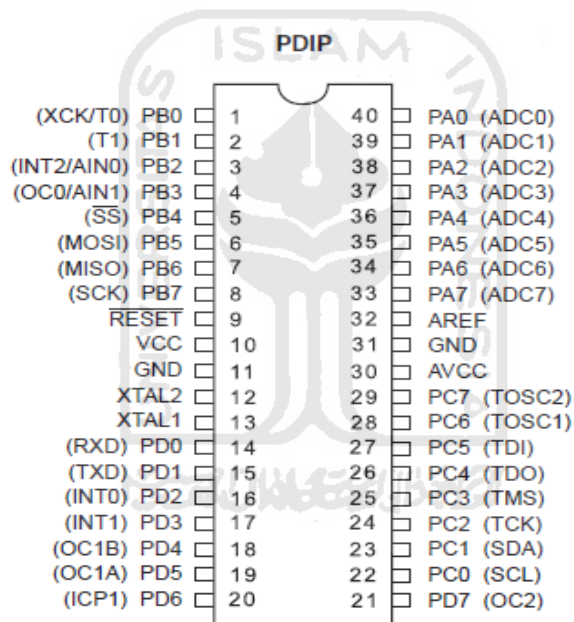 ISLAM
PDIP
(XCK/T0) PB0 1 40 PA0 (ADC0)
(T1) PB1 2 39 PA1 (ADC1)
(INT2/AIN0) PB2 3 38 PA2 (ADC2)
(OC0/AIN1) PB3 4 37 PA3 (ADC3)
(SS) PB4 5 36 PA4 (ADC4)
(MOSI) PB5 6 35 PA5 (ADC5)
(MISO) PB6 7 34 PA6 (ADC6)
(SCK) PB7 8 33 PA7 (ADC7)
RESET 9 32 AREF
VCC 10 31 GND
GND 11 30 AVCC
XTAL2 12 29 PC7 (TOSC2)
XTAL1 13 28 PC6 (TOSC1)
(RXD) PD0 14 27 PC5 (TDI)
(TXD) PD1 15 26 PC4 (TDO)
(INT0) PD2 16 25 PC3 (TMS)
(INT1) PD3 17 24 PC2 (TCK)
(OC1B) PD4 18 23 PC1 (SDA)
(OC1A) PD5 19 22 PC0 (SCL)
(ICP1) PD6 20 21 PD7 (OC2)
UNIVERSITAS
INDONESIA